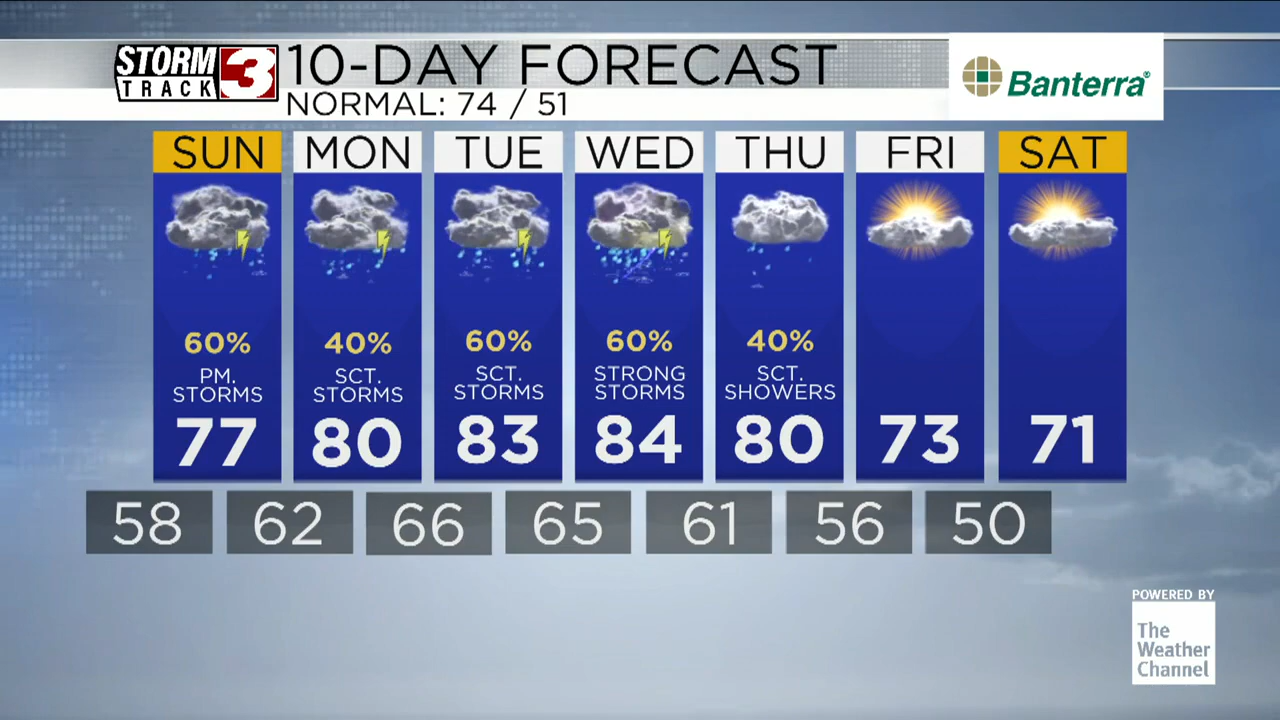 STORM
TRACK 3
10-DAY FORECAST
NORMAL: 74 / 51
Banterra®
SUN MON TUE WED THU FRI SAT
60% 40% 60% 60% 40%
PM. SCT. SCT. STRONG SCT.
STORMS STORMS STORMS STORMS SHOWERS
77 80 83 84 80 73 71
58 62 66 65 61 56 50
POWERED BY
The
Weather
Channel